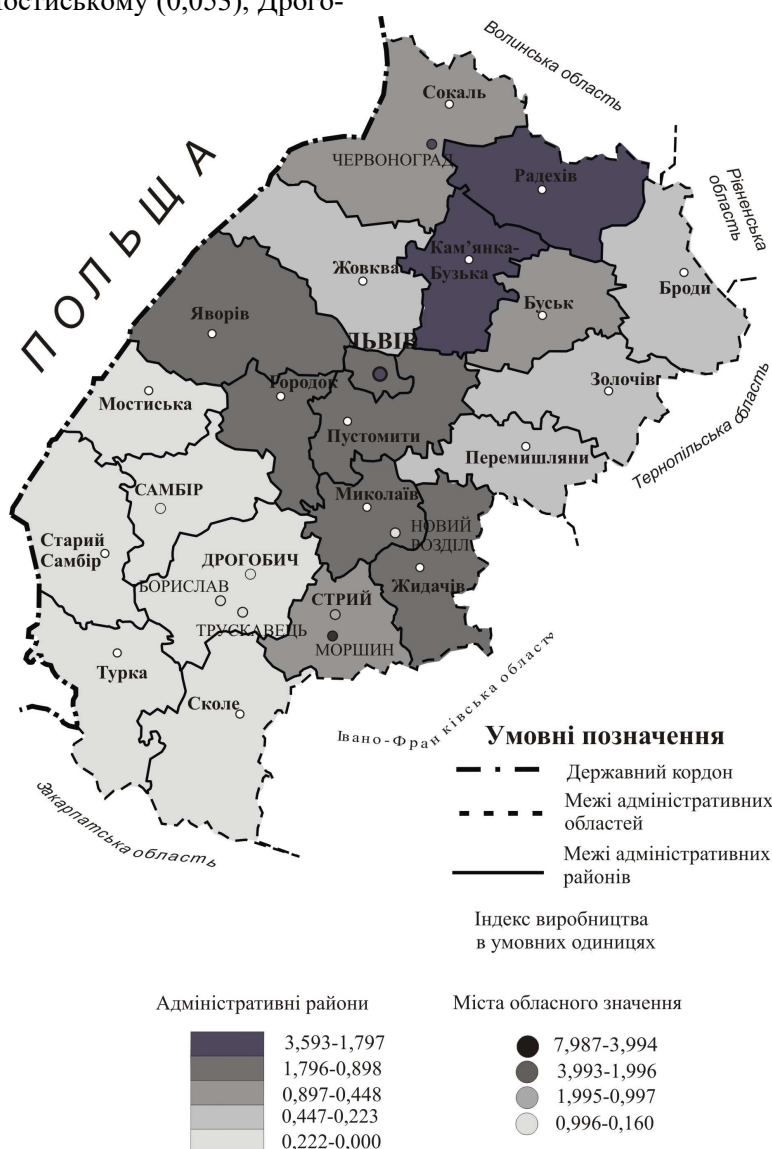 Мостиському (0,053), Дрого-
Волинська область
Сокаль
ЧЕРВОНОГРАД
Радехів
Рівненська
область
ПОЛЬЩА
Кам’янка-
Бузька
Жовква
Броди
Яворів
Буськ
ЛЬВІВ
Городок
Золочів
Мостиська
Пустомити
Перемишляни
Тернопільська область
САМБІР
Миколаїв
НОВИЙ
РОЗДІЛ
Старий
Самбір
ДРОГОБИЧ
БОРИСЛАВ
Жидачів
СТРИЙ
ТРУСКАВЕЦЬ
МОРШИН
Турка
Сколе
Івано-Франківська область
Закарпатська область
Умовні позначення
Державний кордон
Межі адміністративних
областей
Межі адміністративних
районів
Індекс виробництва
в умовних одиницях
Адміністративні райони
3,593-1,797
1,796-0,898
0,897-0,448
0,447-0,223
0,222-0,000
Міста обласного значення
7,987-3,994
3,993-1,996
1,995-0,997
0,996-0,160